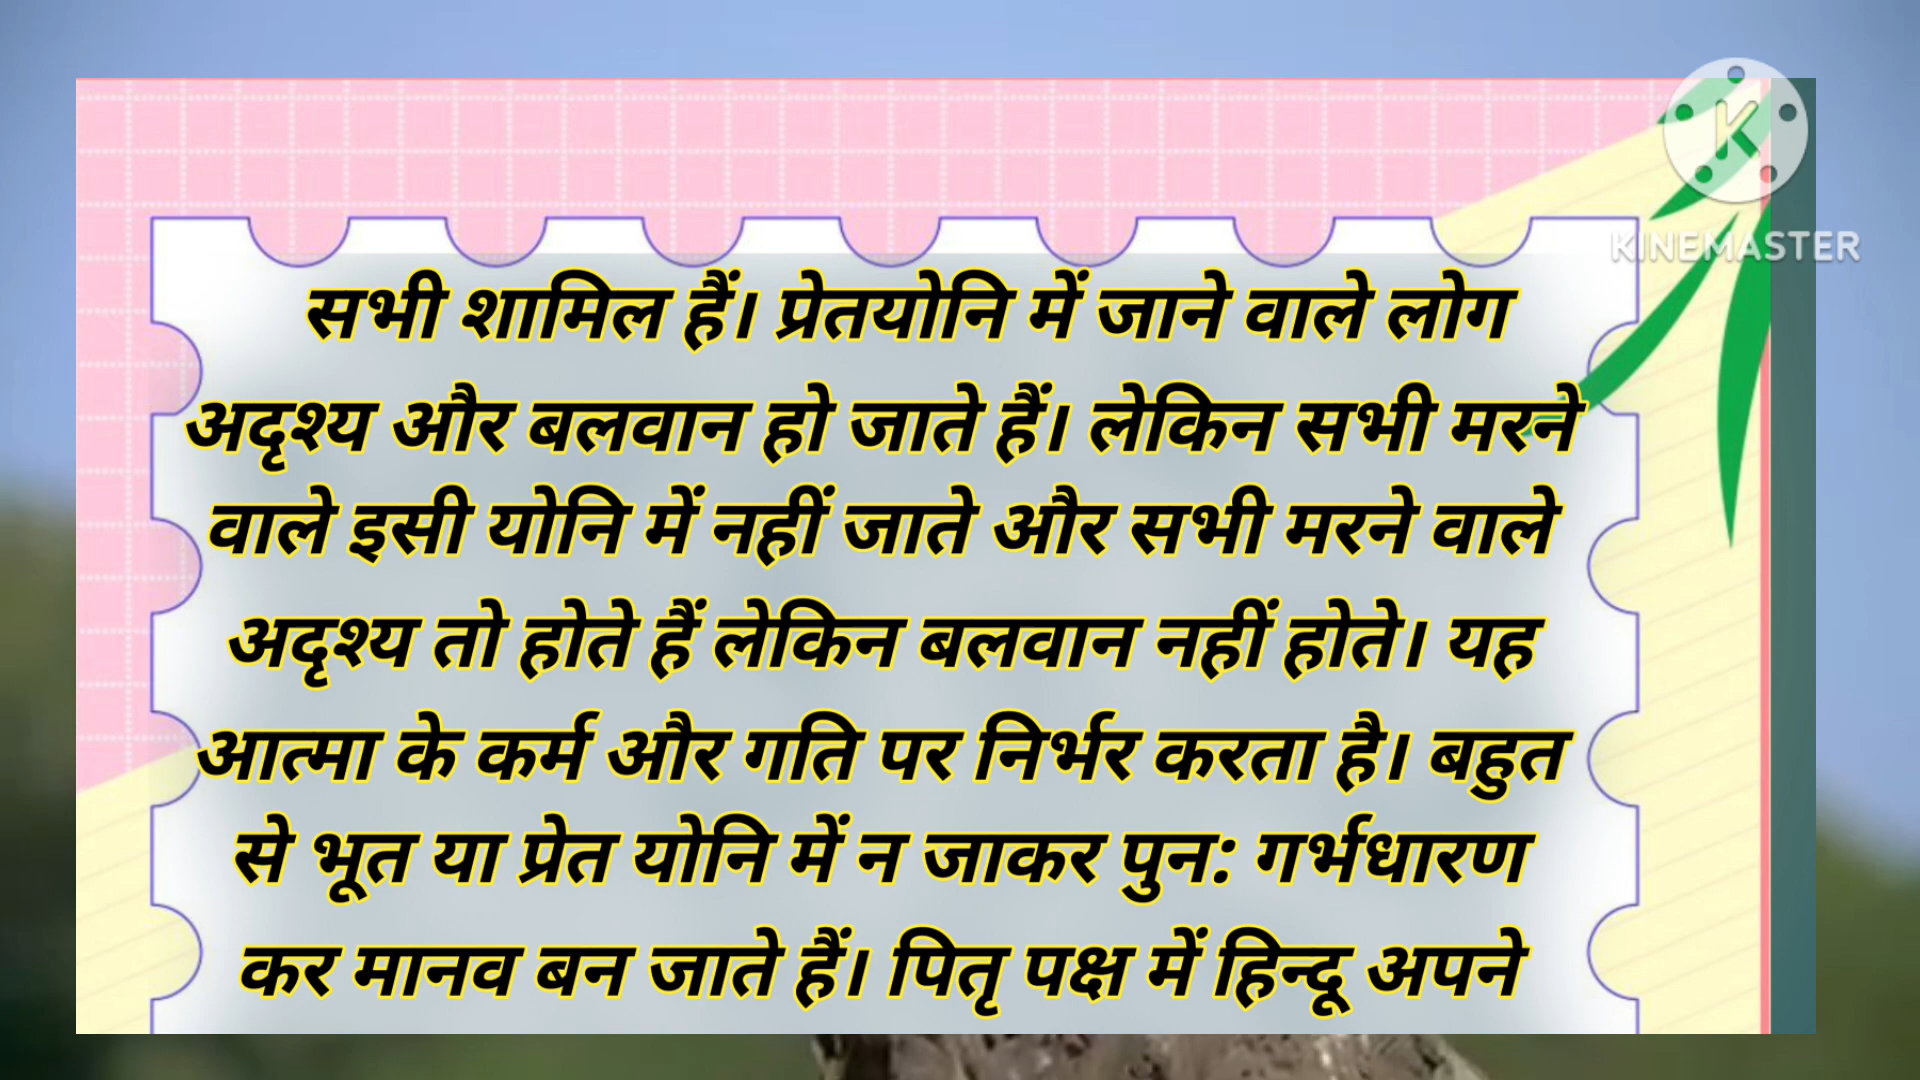 KINEMASTER
सभी शामिल हैं। प्रेतयोनि में जाने वाले लोग
अदृश्य और बलवान हो जाते हैं। लेकिन सभी मरने
वाले इसी योनि में नहीं जाते और सभी मरने वाले
अदृश्य तो होते हैं लेकिन बलवान नहीं होते। यह
आत्मा के कर्म और गति पर निर्भर करता है। बहुत
से भूत या प्रेत योनि में न जाकर पुन: गर्भधारण
कर मानव बन जाते हैं। पितृ पक्ष में हिन्दू अपने